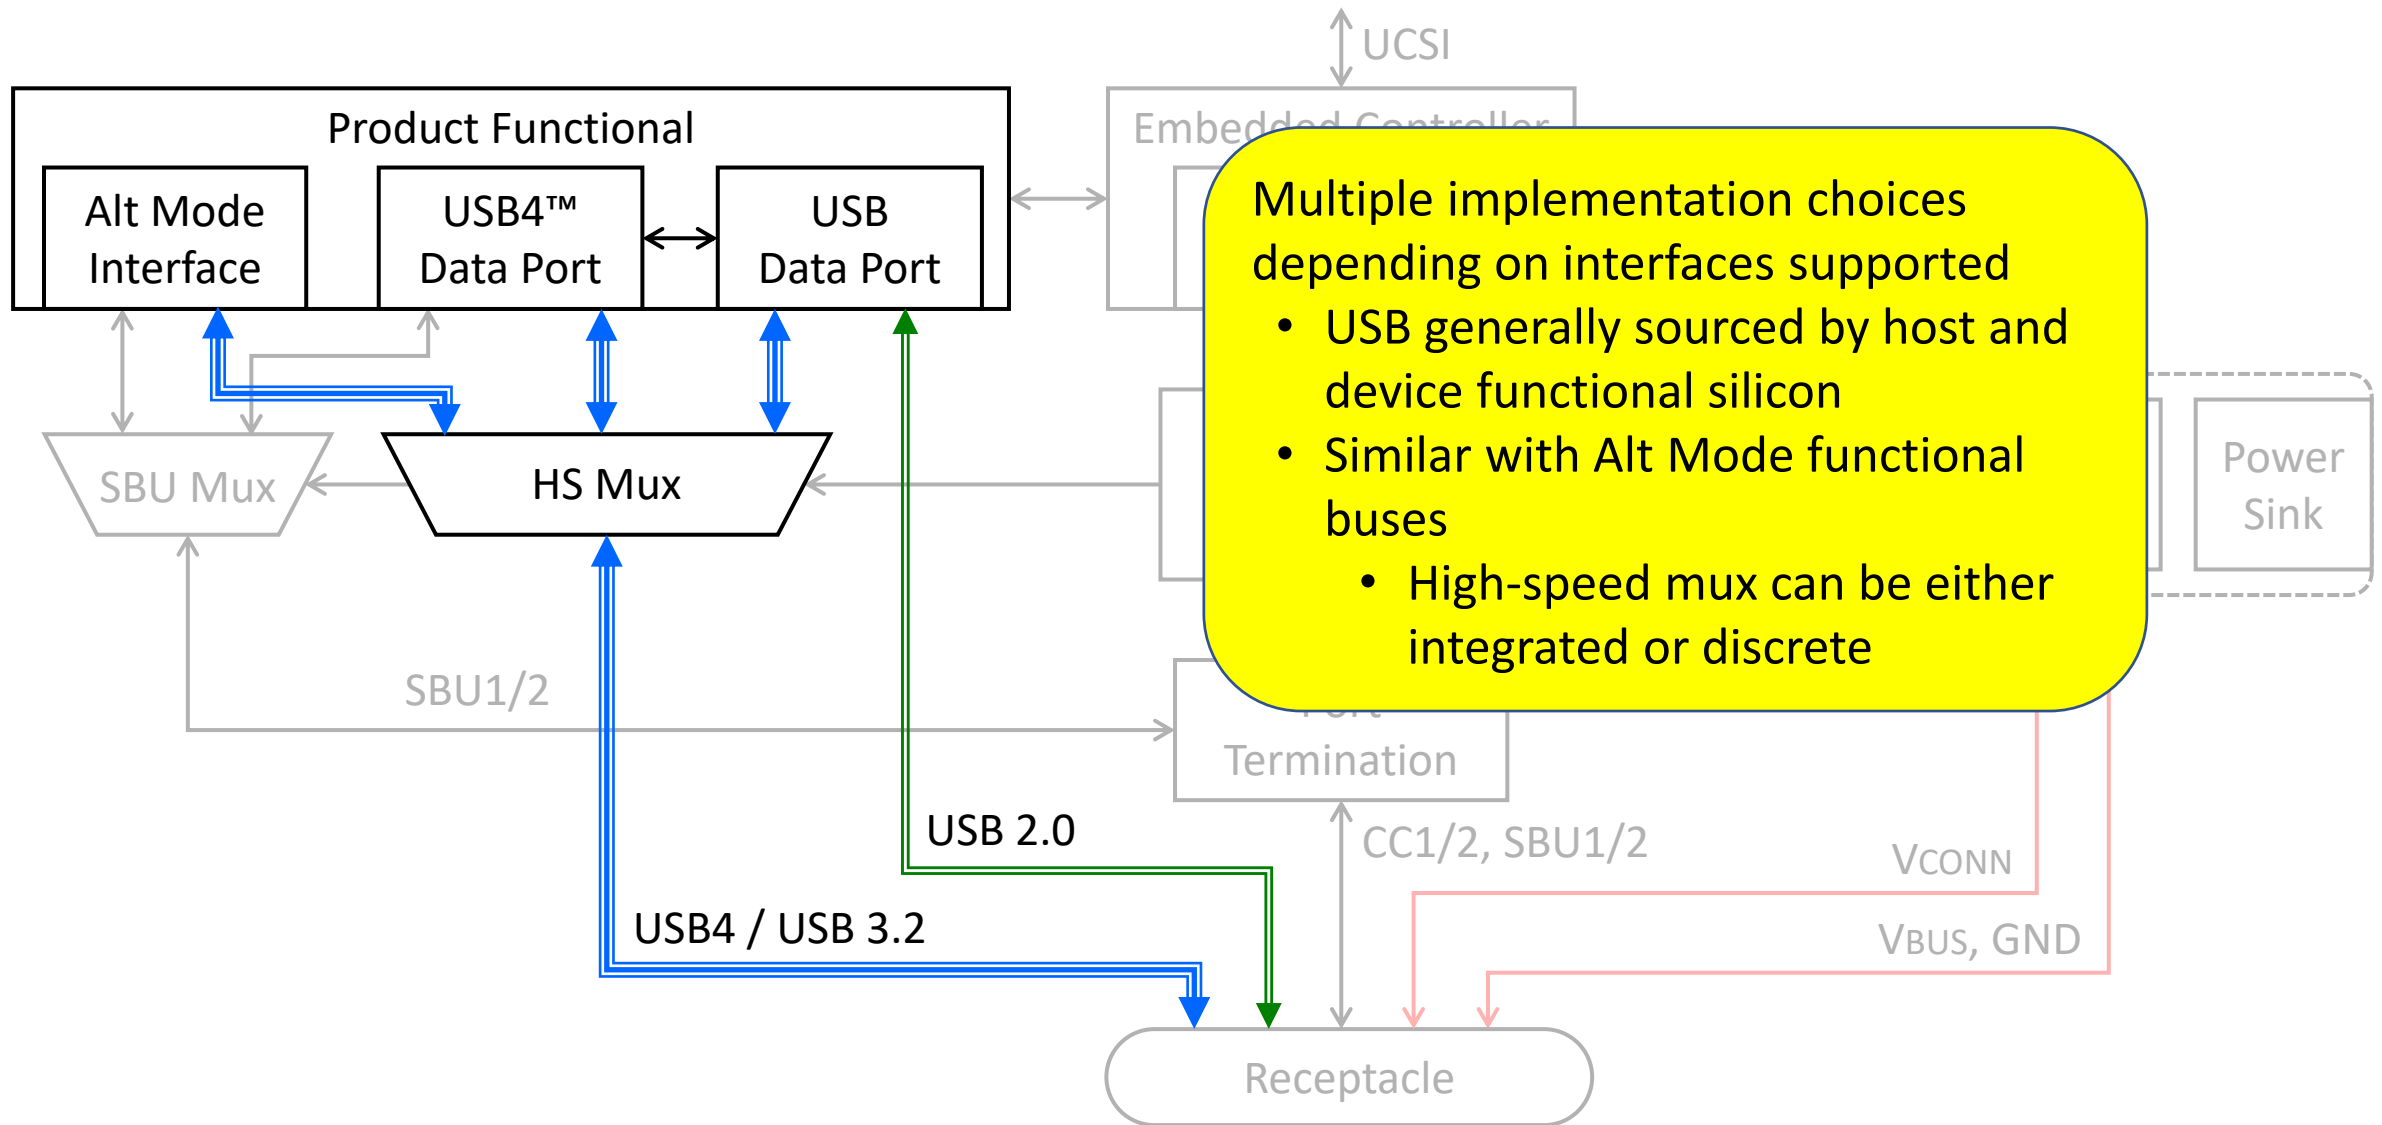 UCSI
Product Functional
Embedded Controller
Alt Mode
Interface
USB4™
Data Port
USB
Data Port
Multiple implementation choices
depending on interfaces supported
• USB generally sourced by host and
device functional silicon
• Similar with Alt Mode functional
buses
• High-speed mux can be either
integrated or discrete
SBU Mux
HS Mux
Power
Sink
SBU1/2
Port
Termination
USB 2.0
CC1/2, SBU1/2
VCONN
USB4 / USB 3.2
VBUS, GND
Receptacle